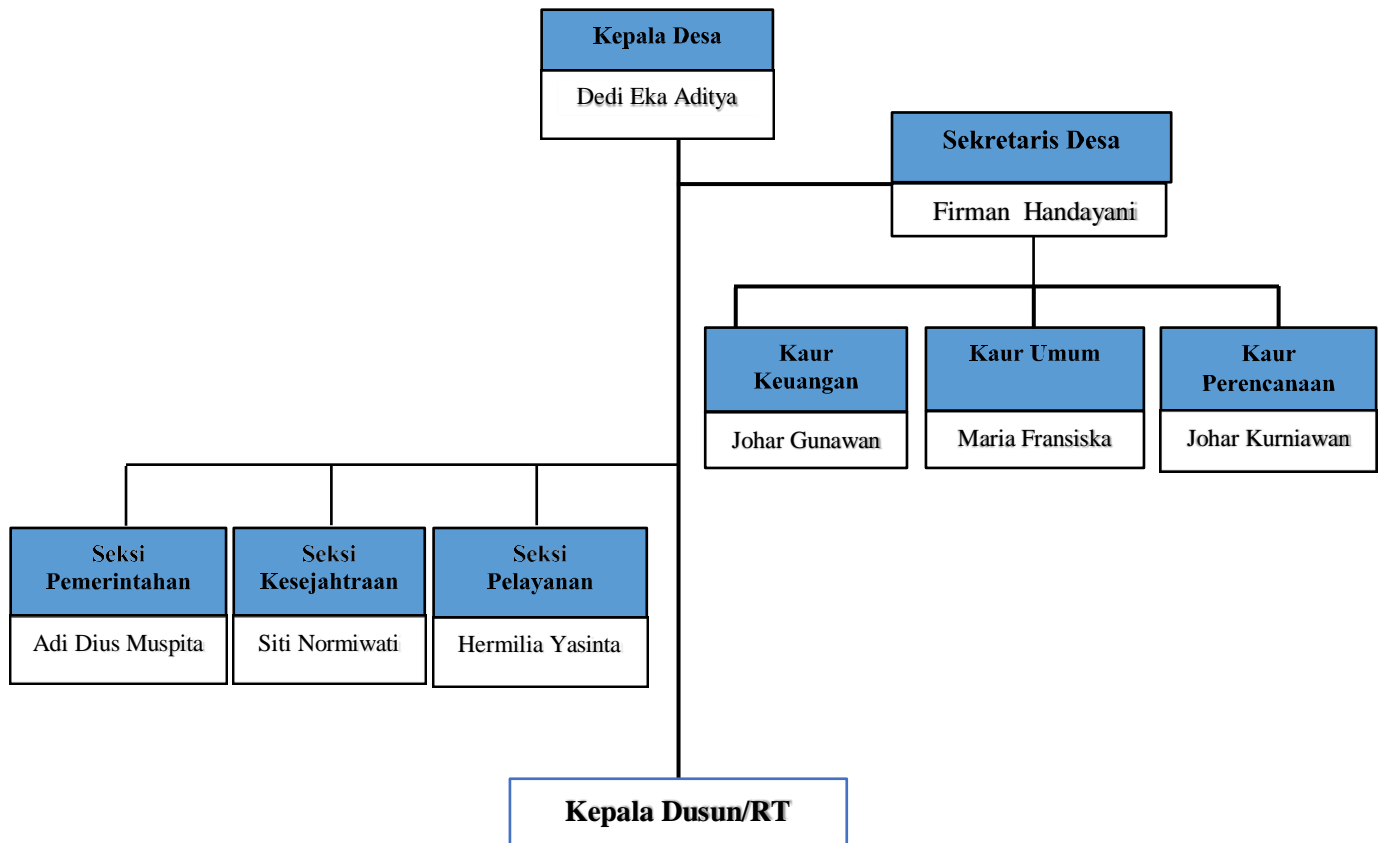 Kepala Desa
Dedi Eka Aditya
Sekretaris Desa
Firman Handayani
Kaur
Keuangan
Johar Gunawan
Kaur Umum
Maria Fransiska
Kaur
Perencanaan
Johar Kurniawan
Seksi
Pemerintahan
Adi Dius Muspita
Seksi
Kesejahtraan
Siti Normiwati
Seksi
Pelayanan
Hermilia Yasinta
Kepala Dusun/RT